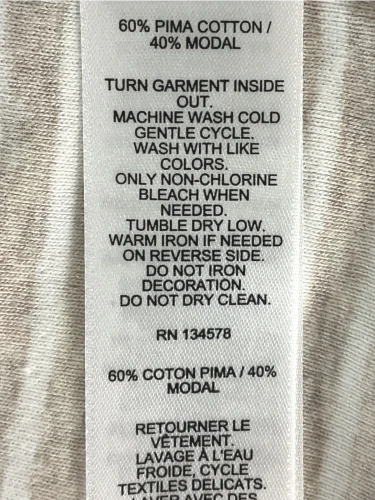 60% PIMA COTTON /
40% MODAL
TURN GARMENT INSIDE
OUT.
MACHINE WASH COLD
GENTLE CYCLE.
WASH WITH LIKE
COLORS.
ONLY NON-CHLORINE
BLEACH WHEN
NEEDED.
TUMBLE DRY LOW.
WARM IRON IF NEEDED
ON REVERSE SIDE.
DO NOT IRON
DECORATION.
DO NOT DRY CLEAN.
RN 134578
60% COTON PIMA / 40%
MODAL
RETOURNER LE
VÊTEMENT.
LAVAGE À L'EAU
FROIDE, CYCLE
TEXTILES DÉLICATS.
LAVER AVEC DES